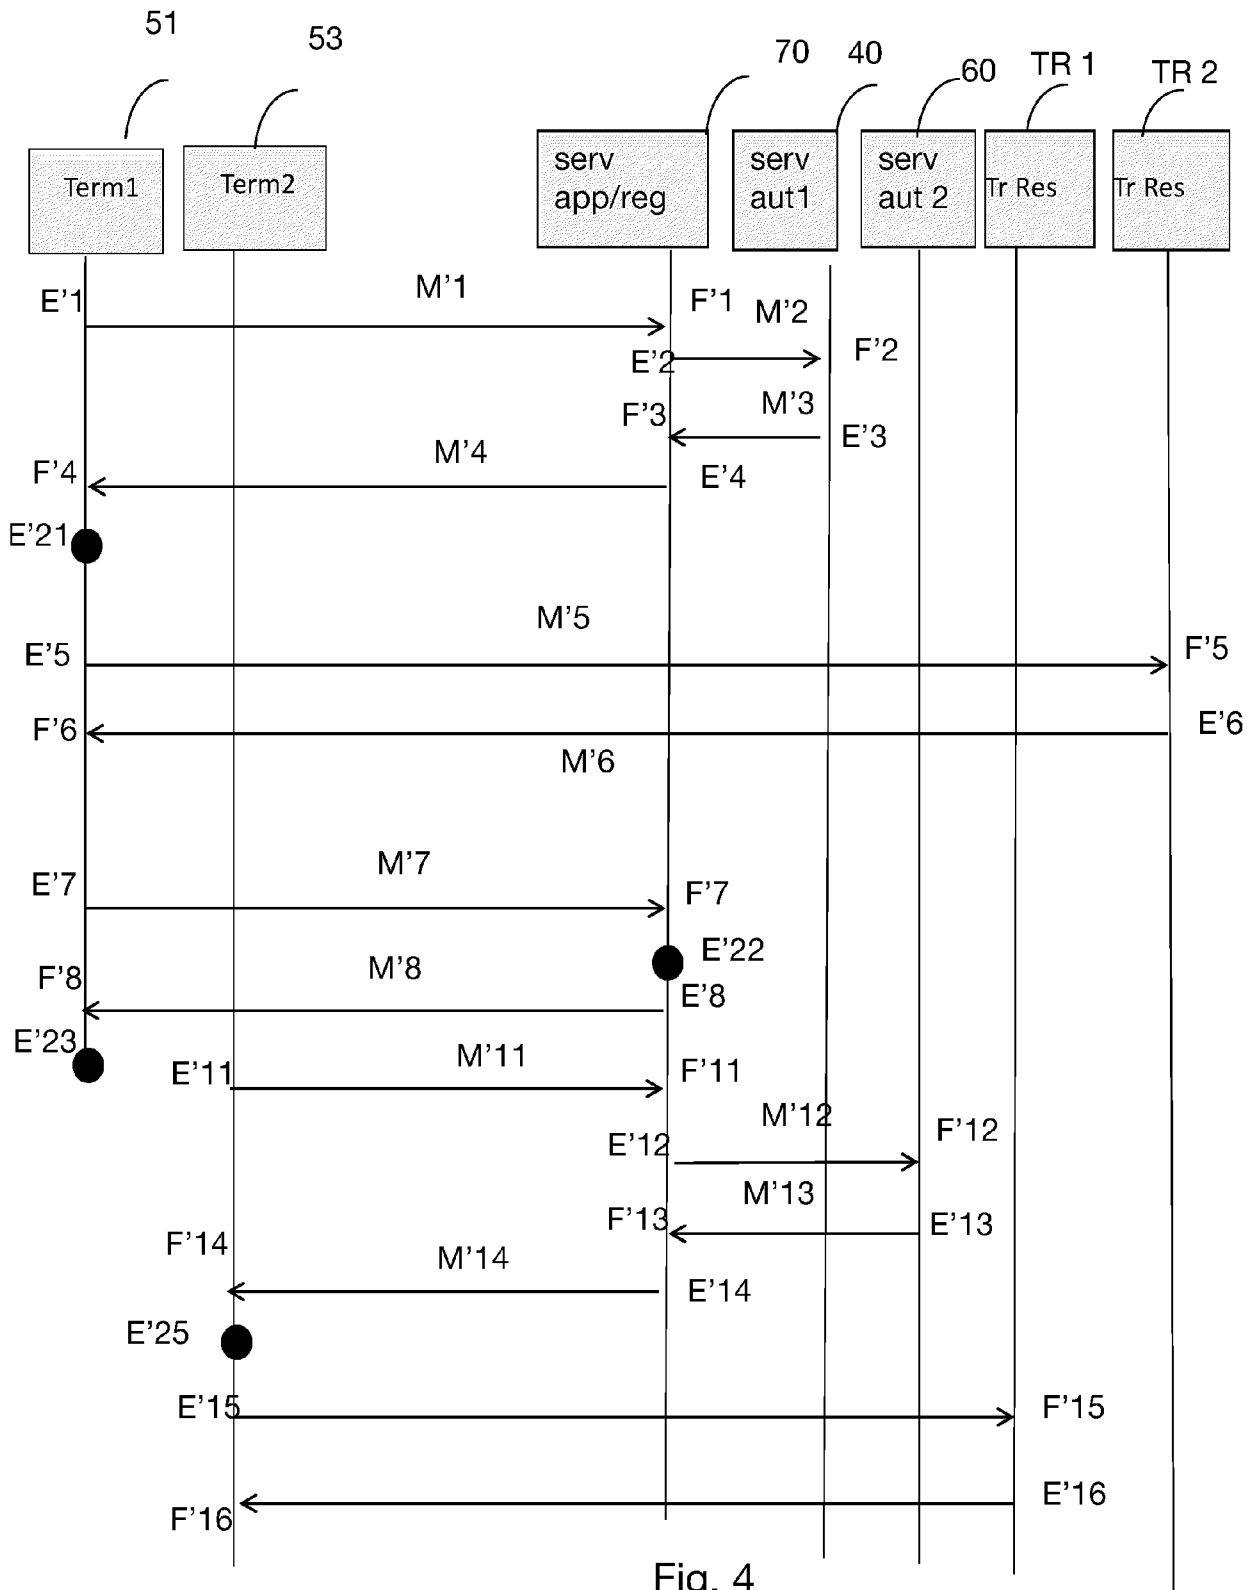 51
53
70
40
60
TR 1
TR 2
Term1
Term2
serv
app/reg
serv
aut1
serv
aut 2
Tr Res
Tr Res
E'1
M'1
F'1
M'2
E'2
F'2
F'3
M'3
E'3
F'4
M'4
E'4
E'21
M'5
E'5
F'5
F'6
E'6
M'6
E'7
M'7
F'7
E'22
F'8
M'8
E'8
E'23
E'11
M'11
F'11
M'12
E'12
F'12
M'13
F'13
E'13
F'14
M'14
E'14
E'25
E'15
F'15
E'16
F'16
Fig. 4